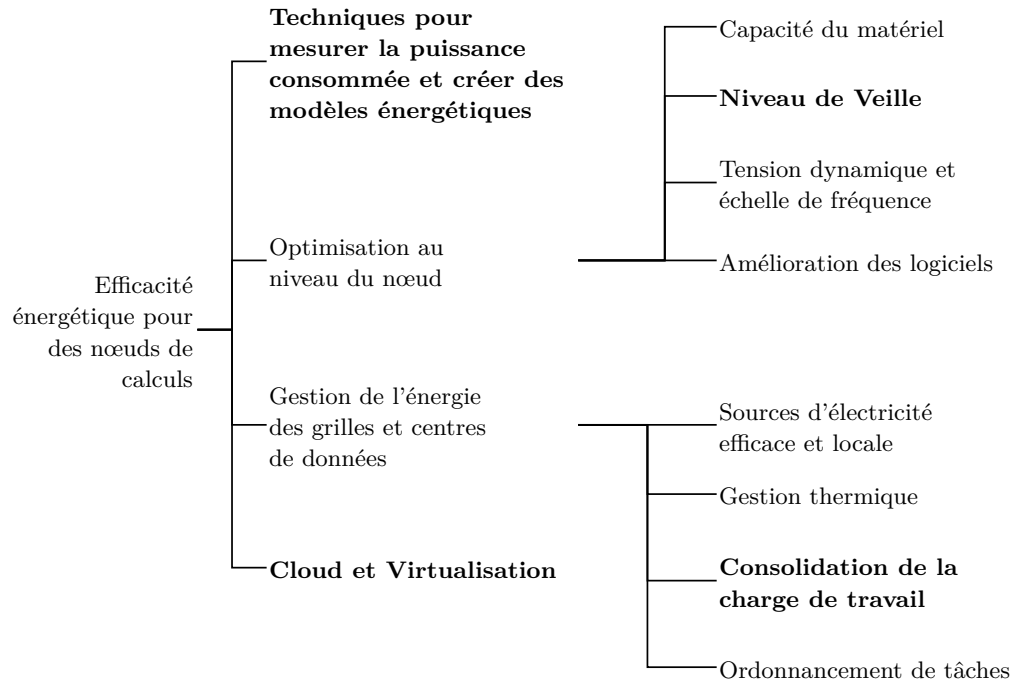 Techniques pour
mesurer la puissance
consommée et créer des
modèles énergétiques
Capacité du matériel
Niveau de Veille
Tension dynamique et
échelle de fréquence
Optimisation au
niveau du nœud
Amélioration des logiciels
Efficacité
énergétique pour
des nœuds de
calculs
Gestion de l'énergie
des grilles et centres
de données
Sources d'électricité
efficace et locale
Gestion thermique
Cloud et Virtualisation
Consolidation de la
charge de travail
Ordonnancement de tâches